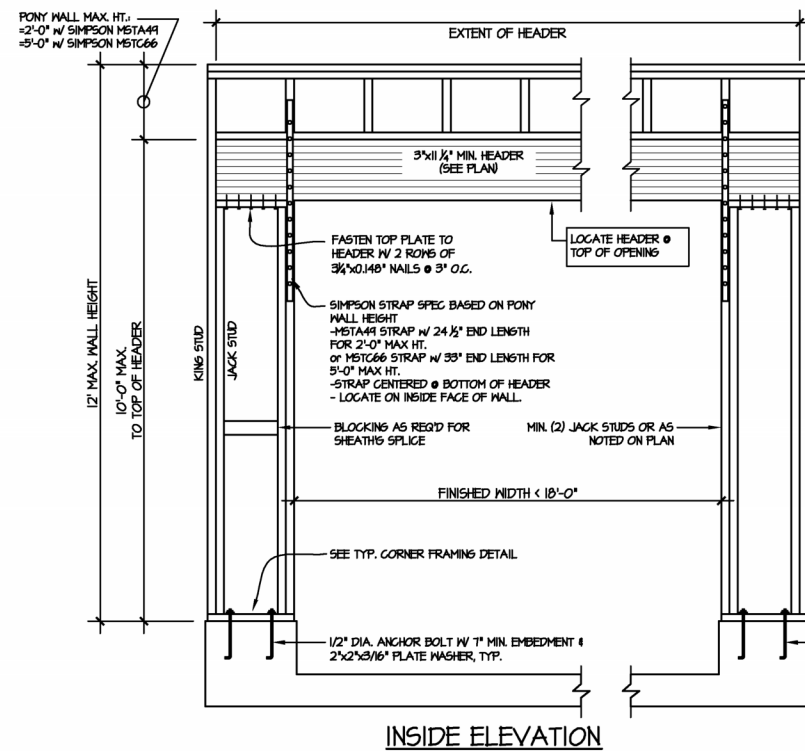 PONY WALL MAX. HT.:
=2'-0" W/ SIMPSON MSTA49
=5'-0" W/ SIMPSON MSTC66
EXTENT OF HEADER
3"x11 1/4" MIN. HEADER
(SEE PLAN)
FASTEN TOP PLATE TO
HEADER W/ 2 ROWS OF
3 1/4"x0.148" NAILS @ 3" O.C.
LOCATE HEADER @
TOP OF OPENING
SIMPSON STRAP SPEC BASED ON PONY
WALL HEIGHT
-MSTA49 STRAP W/ 24 1/2" END LENGTH
FOR 2'-0" MAX HT.
or MSTC66 STRAP W/ 33" END LENGTH FOR
5'-0" MAX HT.
-STRAP CENTERED @ BOTTOM OF HEADER
- LOCATE ON INSIDE FACE OF WALL.
12' MAX. WALL HEIGHT
10'-0" MAX.
TO TOP OF HEADER
KING STUD
JACK STUD
BLOCKING AS REQ'D FOR
SHEATH'G SPLICE
MIN. (2) JACK STUDS OR AS
NOTED ON PLAN
FINISHED WIDTH < 18'-0"
SEE TYP. CORNER FRAMING DETAIL
1/2" DIA. ANCHOR BOLT W/ 7" MIN. EMBEDMENT &
2"x2"x3/16" PLATE WASHER, TYP.
INSIDE ELEVATION